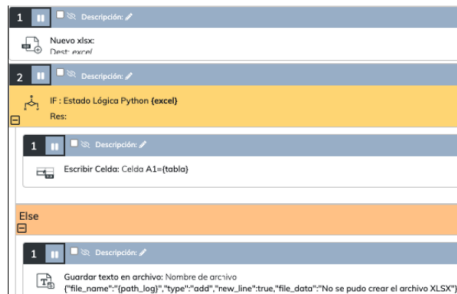 1 Descripción:
Nuevo xlsx:
Dest: excel
2 Descripción:
IF : Estado Lógica Python {excel}
Res:
1 Descripción:
Escribir Celda: Celda A1={tabla}
Else
1 Descripción:
Guardar texto en archivo: Nombre de archivo
{"file_name":"{path_log}","type":"add","new_line":true,"file_data":"No se pudo crear el archivo XLSX"}